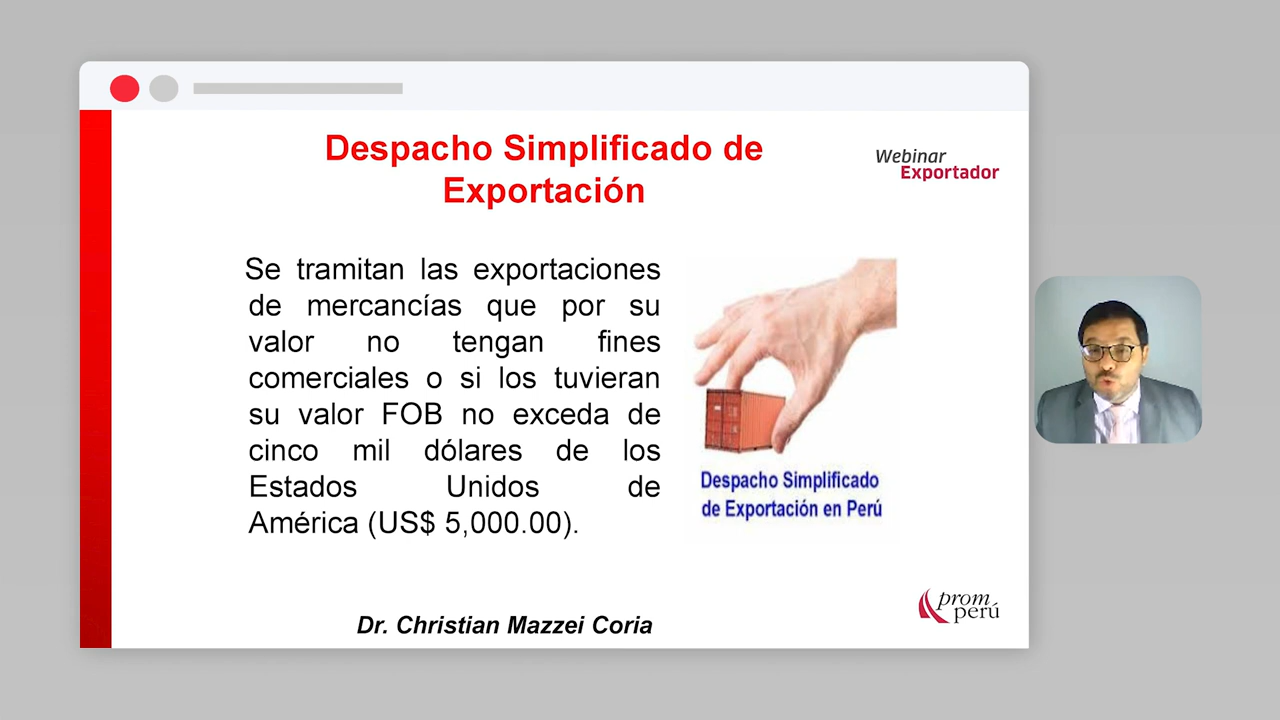 Despacho Simplificado de
Exportación
Webinar
Exportador
Se tramitan las exportaciones
de mercancías que por su
valor no tengan fines
comerciales o si los tuvieran
su valor FOB no exceda de
cinco mil dólares de los
Estados Unidos de
América (US$ 5,000.00).
Despacho Simplificado
de Exportación en Perú
Dr. Christian Mazzei Coria
prom
perú